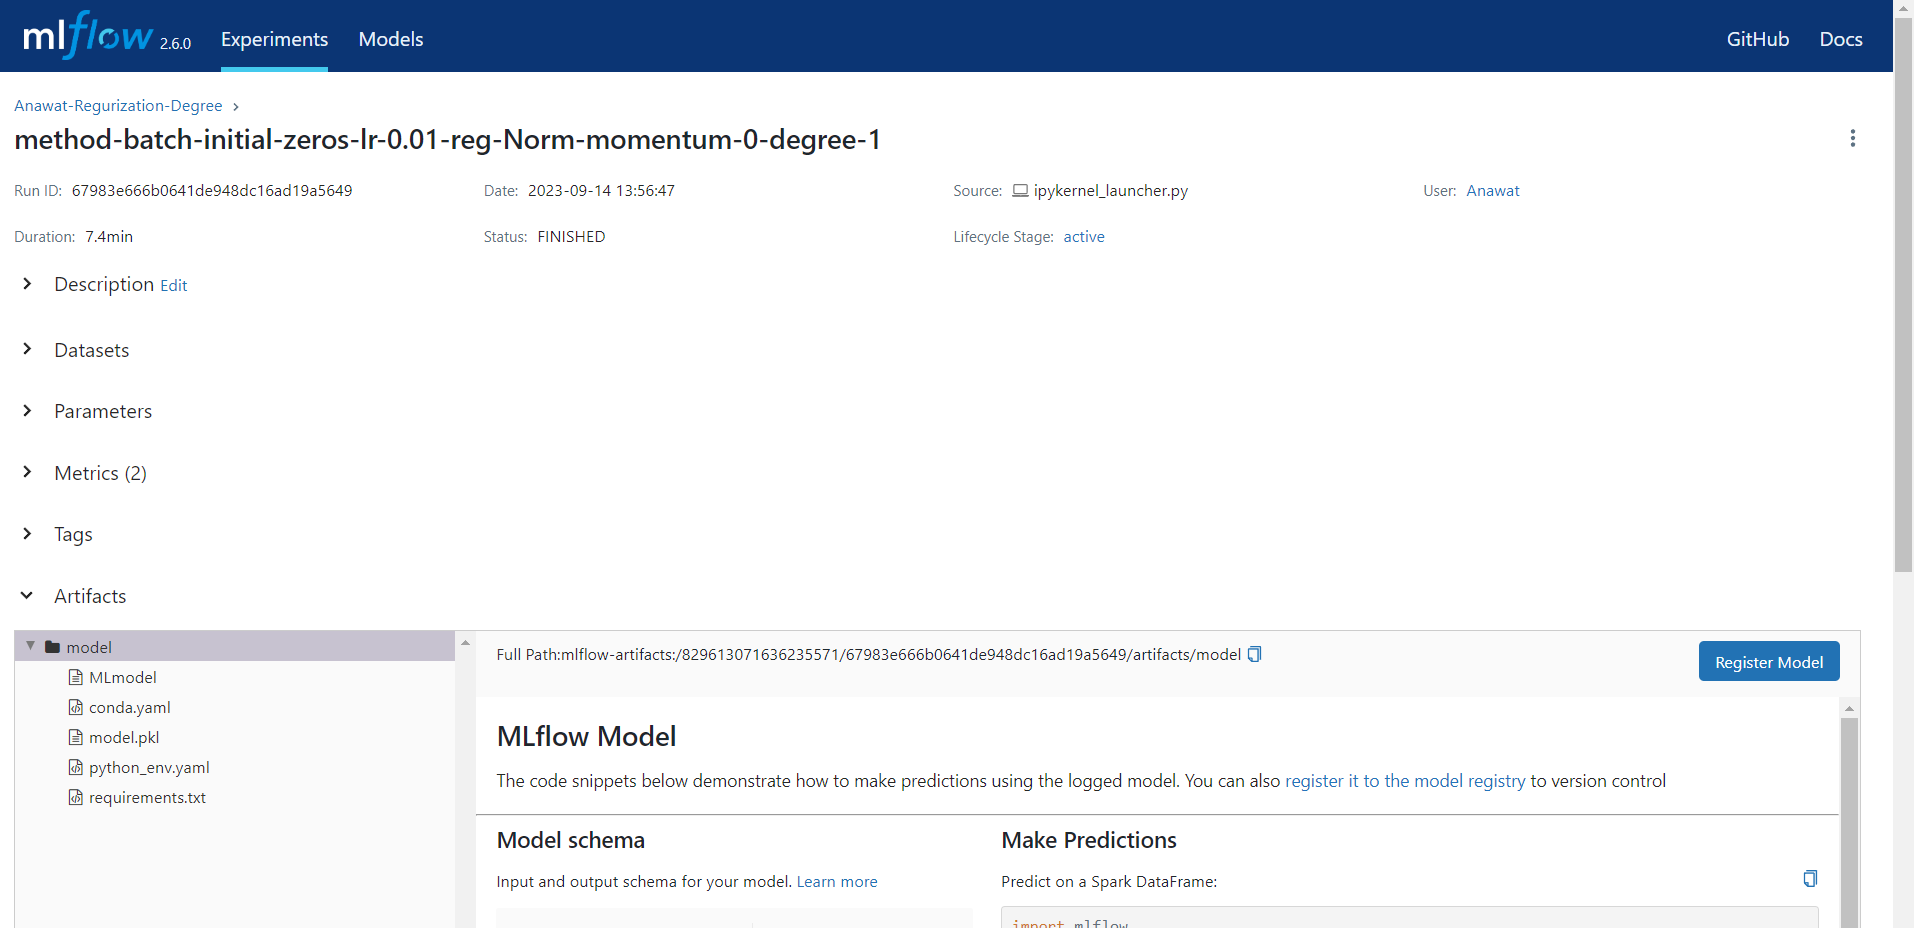 mlflow 2.6.0 Experiments Models GitHub Docs
Anawat-Regurization-Degree
method-batch-initial-zeros-lr-0.01-reg-Norm-momentum-0-degree-1
Run ID: 67983e666b0641de948dc16ad19a5649 Date: 2023-09-14 13:56:47 Source: ipykernel_launcher.py User: Anawat
Duration: 7.4min Status: FINISHED Lifecycle Stage: active
Description Edit
Datasets
Parameters
Metrics (2)
Tags
Artifacts
model
MLmodel
conda.yaml
model.pkl
python_env.yaml
requirements.txt
Full Path:mlflow-artifacts:/829613071636235571/67983e666b0641de948dc16ad19a5649/artifacts/model
Register Model
MLflow Model
The code snippets below demonstrate how to make predictions using the logged model. You can also register it to the model registry to version control
Model schema
Input and output schema for your model. Learn more
Make Predictions
Predict on a Spark DataFrame:
import mlflow